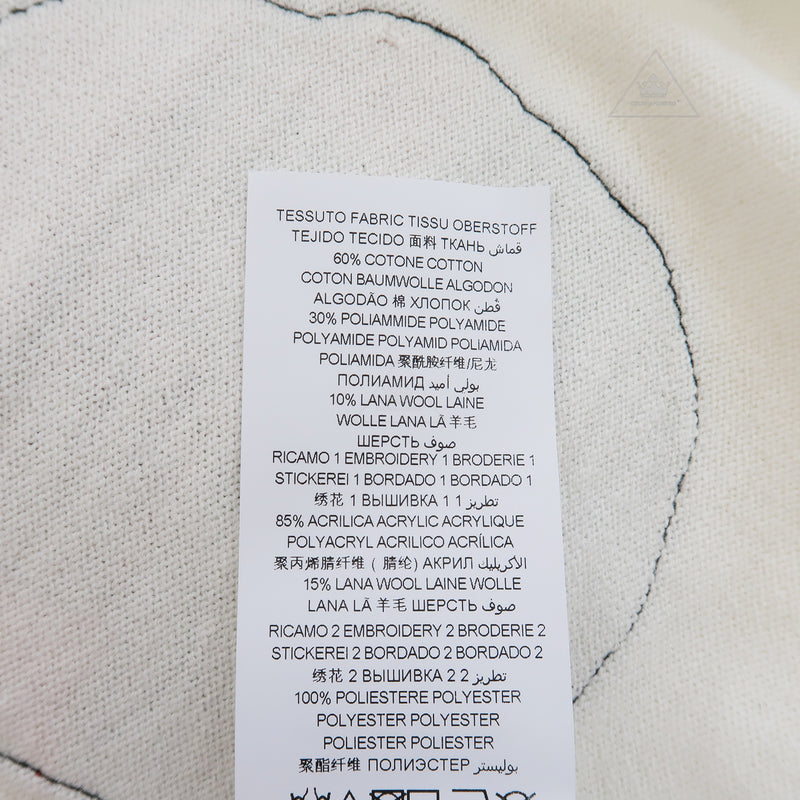 TESSUTO FABRIC TISSU OBERSTOFF
TEJIDO TECIDO 面料 ТКАНЬ قماش
60% COTONE COTTON
COTON BAUMWOLLE ALGODON
ALGODÃO 棉 ХЛОПОК قطن
30% POLIAMMIDE POLYAMIDE
POLYAMIDE POLYAMID POLIAMIDA
POLIAMIDA 聚酰胺纤维/尼龙
ПОЛИАМИД بولي أميد
10% LANA WOOL LAINE
WOLLE LANA LÃ 羊毛
ШЕРСТЬ صوف
RICAMO 1 EMBROIDERY 1 BRODERIE 1
STICKEREI 1 BORDADO 1 BORDADO 1
绣花 1 ВЫШИВКА 1 1 تطريز
85% ACRILICA ACRYLIC ACRYLIQUE
POLYACRYL ACRILICO ACRÍLICA
聚丙烯腈纤维 ( 腈纶) АКРИЛ الأكريليك
15% LANA WOOL LAINE WOLLE
LANA LÃ 羊毛 ШЕРСТЬ صوف
RICAMO 2 EMBROIDERY 2 BRODERIE 2
STICKEREI 2 BORDADO 2 BORDADO 2
绣花 2 ВЫШИВКА 2 2 تطريز
100% POLIESTERE POLYESTER
POLYESTER POLYESTER
POLIESTER POLIESTER
聚酯纤维 ПОЛИЭСТЕР بوليستر